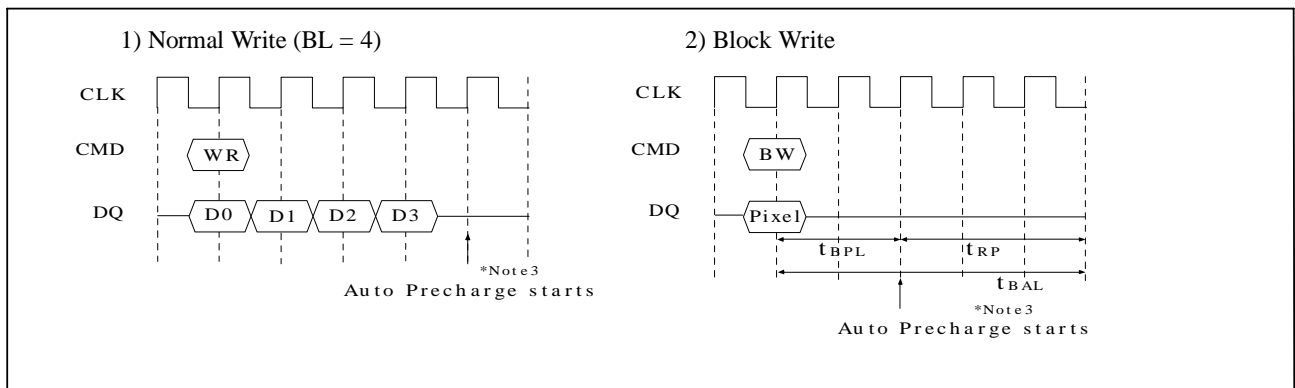 1) Normal Write (BL = 4)
CLK
CMD
WR
DQ
D0 D1 D2 D3
*Note3
Auto Precharge starts
2) Block Write
CLK
CMD
BW
DQ
Pixel
tBPL tRP
tBAL
*Note3
Auto Precharge starts